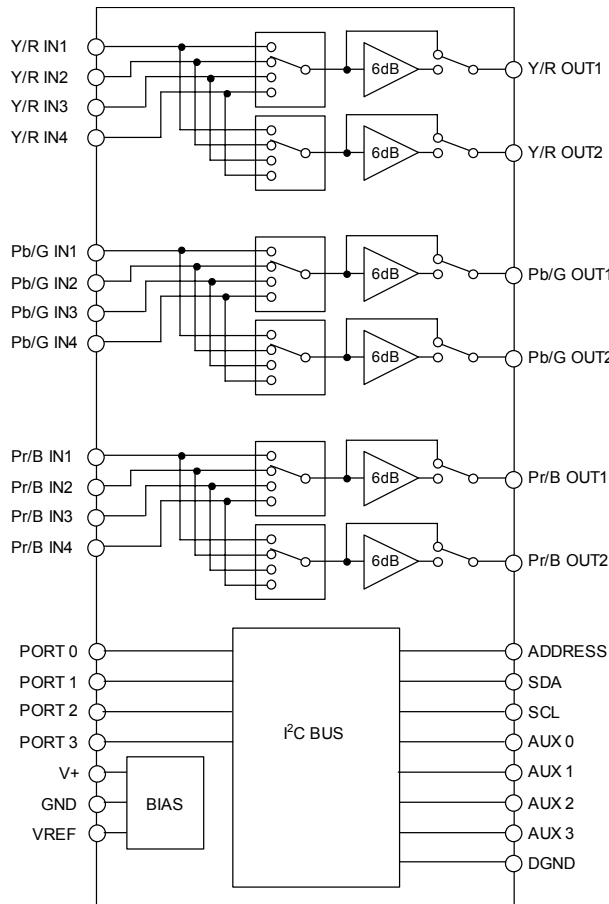 Y/R IN1
Y/R IN2
Y/R IN3
Y/R IN4
6dB
Y/R OUT1
6dB
Y/R OUT2
Pb/G IN1
Pb/G IN2
Pb/G IN3
Pb/G IN4
6dB
Pb/G OUT1
6dB
Pb/G OUT2
Pr/B IN1
Pr/B IN2
Pr/B IN3
Pr/B IN4
6dB
Pr/B OUT1
6dB
Pr/B OUT2
PORT 0
PORT 1
PORT 2
PORT 3
V+
GND
VREF
BIAS
I²C BUS
ADDRESS
SDA
SCL
AUX 0
AUX 1
AUX 2
AUX 3
DGND